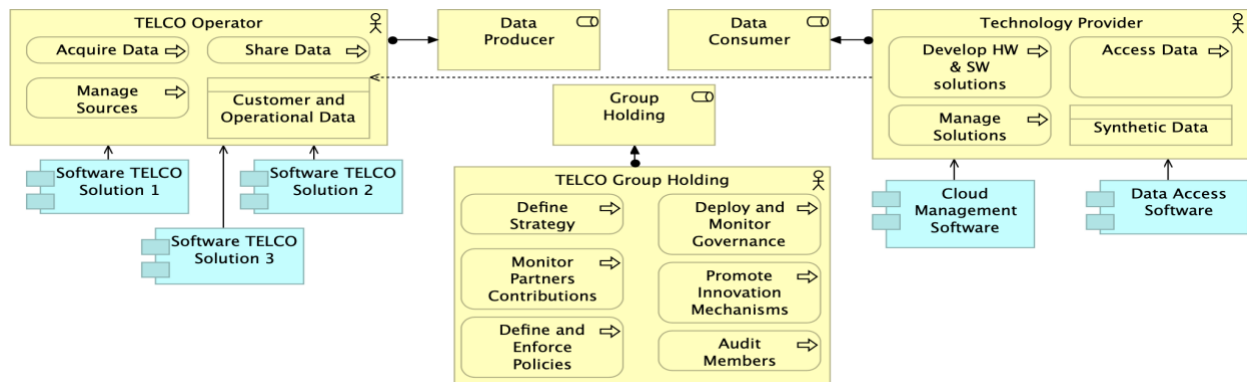 TELCO Operator
Acquire Data
Share Data
Manage
Sources
Customer and
Operational Data
Software TELCO
Solution 1
Software TELCO
Solution 2
Software TELCO
Solution 3
Data
Producer
Data
Consumer
Group
Holding
TELCO Group Holding
Define
Strategy
Deploy and
Monitor
Governance
Monitor
Partners
Contributions
Promote
Innovation
Mechanisms
Define and
Enforce
Policies
Audit
Members
Technology Provider
Develop HW
& SW
solutions
Access Data
Manage
Solutions
Synthetic Data
Cloud
Management
Software
Data Access
Software